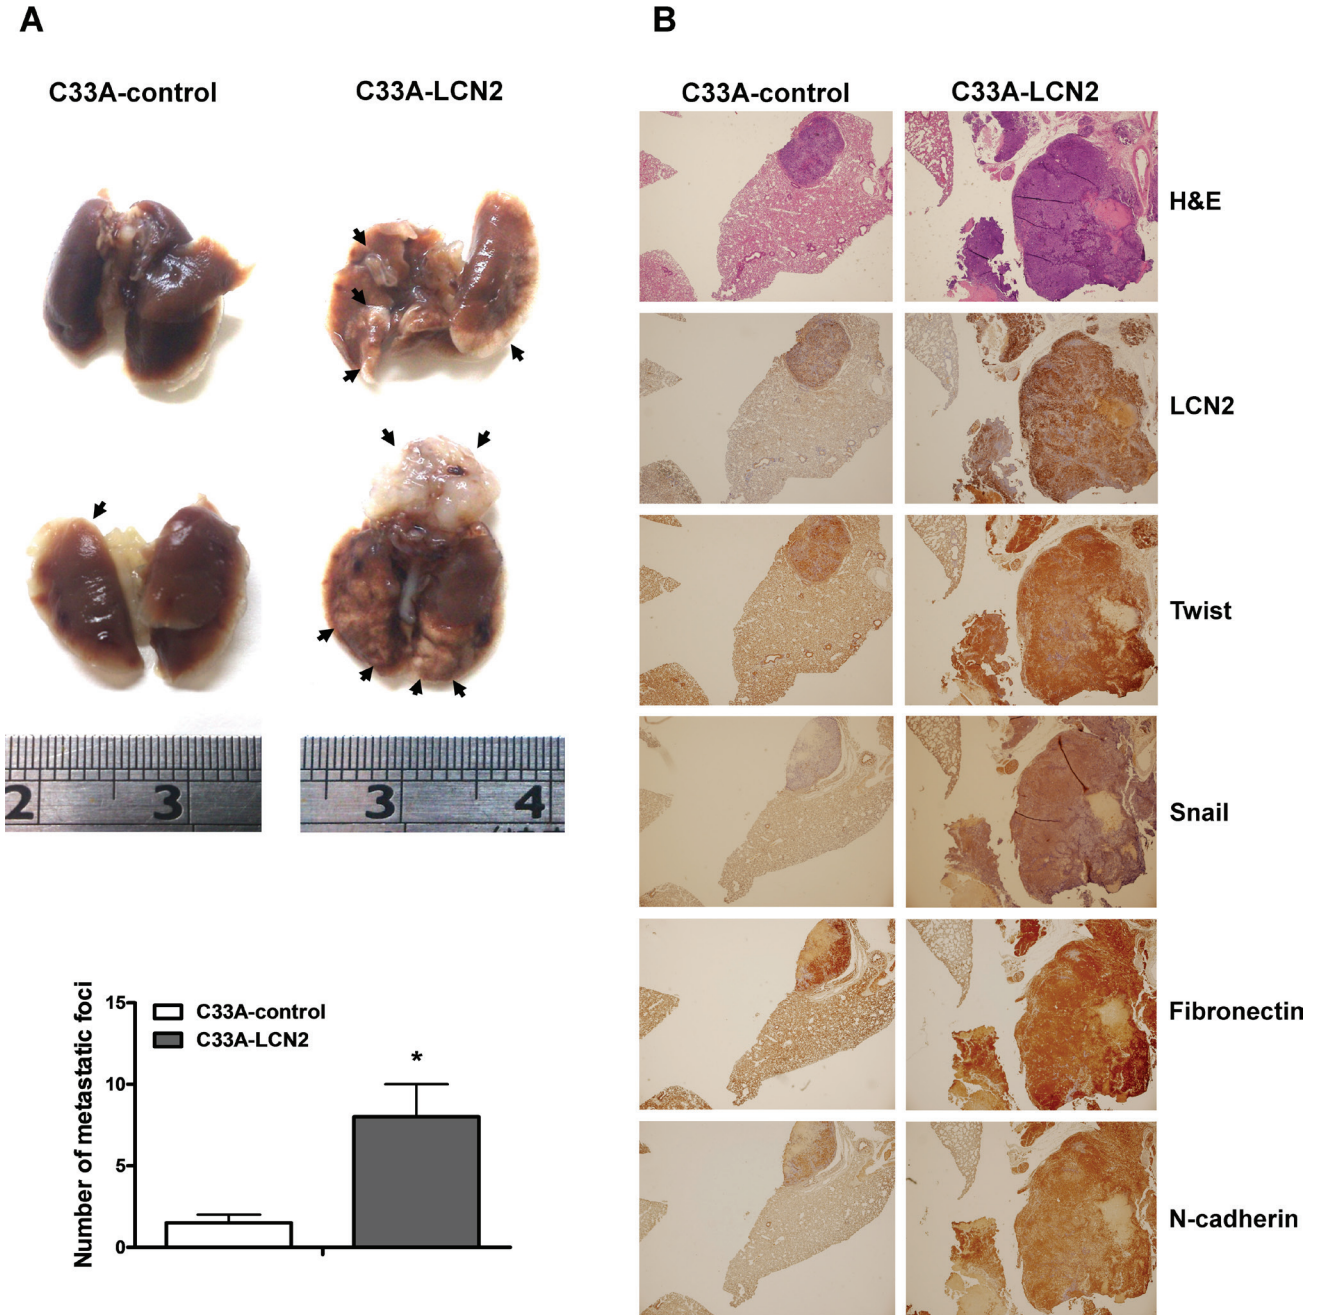 A
C33A-control
C33A-LCN2
2 3
3 4
Number of metastatic foci
15
10
5
0
C33A-control
C33A-LCN2
*
B
C33A-control
C33A-LCN2
H&E
LCN2
Twist
Snail
Fibronectin
N-cadherin